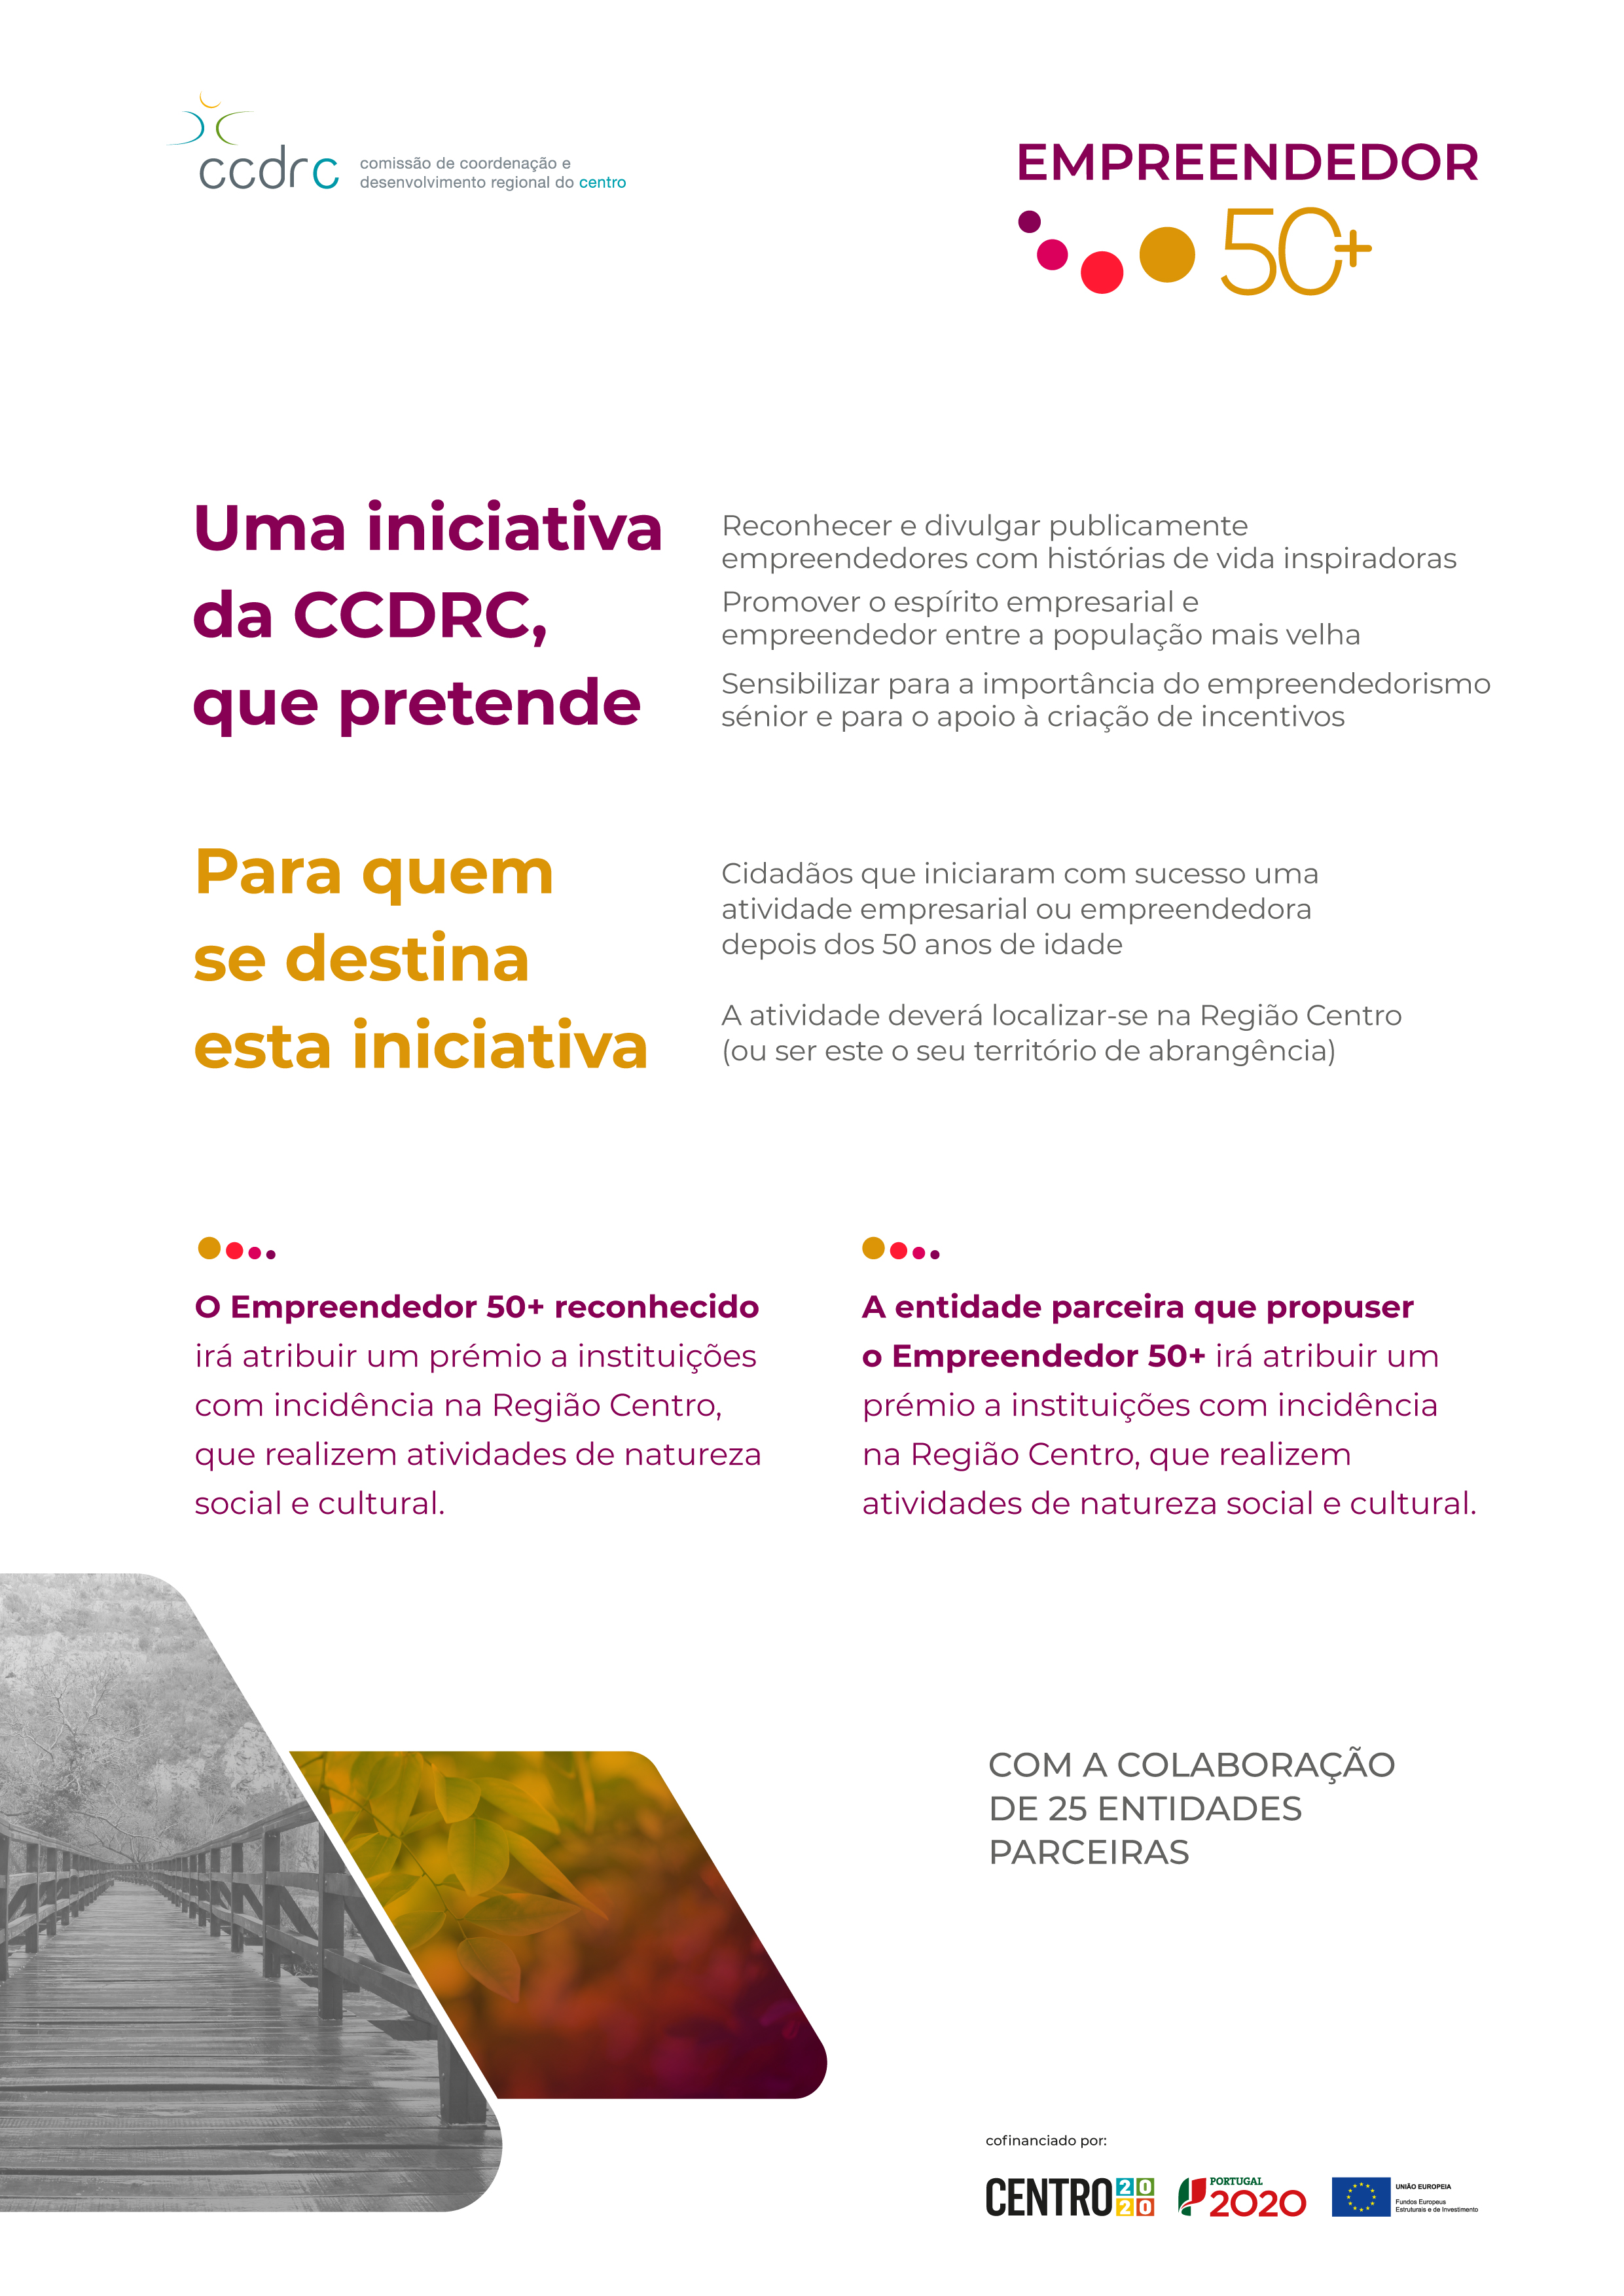 ccdrc
comissão de coordenação e
desenvolvimento regional do centro
EMPREENDEDOR
50+
Uma iniciativa
da CCDRC,
que pretende
Reconhecer e divulgar publicamente
empreendedores com histórias de vida inspiradoras
Promover o espírito empresarial e
empreendedor entre a população mais velha
Sensibilizar para a importância do empreendedorismo
sénior e para o apoio à criação de incentivos
Para quem
se destina
esta iniciativa
Cidadãos que iniciaram com sucesso uma
atividade empresarial ou empreendedora
depois dos 50 anos de idade
A atividade deverá localizar-se na Região Centro
(ou ser este o seu território de abrangência)
O Empreendedor 50+ reconhecido
irá atribuir um prémio a instituições
com incidência na Região Centro,
que realizem atividades de natureza
social e cultural.
A entidade parceira que propuser
o Empreendedor 50+ irá atribuir um
prémio a instituições com incidência
na Região Centro, que realizem
atividades de natureza social e cultural.
COM A COLABORAÇÃO
DE 25 ENTIDADES
PARCEIRAS
cofinanciado por:
CENTRO 2020
PORTUGAL
2020
UNIÃO EUROPEIA
Fundos Europeus
Estruturais e de Investimento